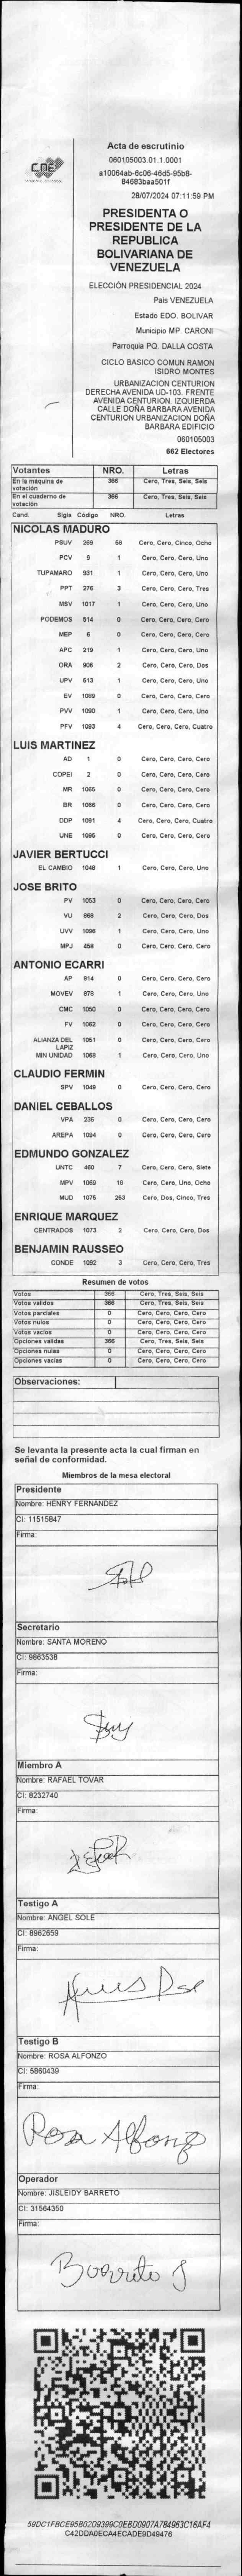 CNE
Acta de escrutinio
060105003.01.1.0001
a10064ab-6c06-46d5-95b8-
84683baa501f
28/07/2024 07:11:59 PM
PRESIDENTA O
PRESIDENTE DE LA
REPUBLICA
BOLIVARIANA DE
VENEZUELA
ELECCIÓN PRESIDENCIAL 2024
Pais VENEZUELA
Estado EDO. BOLIVAR
Municipio MP. CARONI
Parroquia PQ. DALLA COSTA
CICLO BASICO COMUN RAMON
ISIDRO MONTES
URBANIZACION CENTURION
DERECHA AVENIDA UD-103. FRENTE
AVENIDA CENTURION. IZQUIERDA
CALLE DOÑA BARBARA AVENIDA
CENTURION URBANIZACION DOÑA
BARBARA EDIFICIO
060105003
662 Electores
Votantes NRO. Letras
En la máquina de votación 366 Cero, Tres, Seis, Seis
En el cuaderno de votación 366 Cero, Tres, Seis, Seis
Cand. Sigla Código NRO. Letras
NICOLAS MADURO
PSUV 269 58 Cero, Cero, Cinco, Ocho
PCV 9 1 Cero, Cero, Cero, Uno
TUPAMARO 931 1 Cero, Cero, Cero, Uno
PPT 276 3 Cero, Cero, Cero, Tres
MSV 1017 1 Cero, Cero, Cero, Uno
PODEMOS 514 0 Cero, Cero, Cero, Cero
MEP 6 0 Cero, Cero, Cero, Cero
APC 219 1 Cero, Cero, Cero, Uno
ORA 906 2 Cero, Cero, Cero, Dos
UPV 613 1 Cero, Cero, Cero, Uno
EV 1089 0 Cero, Cero, Cero, Cero
PVV 1090 1 Cero, Cero, Cero, Uno
PFV 1093 4 Cero, Cero, Cero, Cuatro
LUIS MARTINEZ
AD 1 0 Cero, Cero, Cero, Cero
COPEI 2 0 Cero, Cero, Cero, Cero
MR 1065 0 Cero, Cero, Cero, Cero
BR 1066 0 Cero, Cero, Cero, Cero
DDP 1091 4 Cero, Cero, Cero, Cuatro
UNE 1095 0 Cero, Cero, Cero, Cero
JAVIER BERTUCCI
EL CAMBIO 1048 1 Cero, Cero, Cero, Uno
JOSE BRITO
PV 1053 0 Cero, Cero, Cero, Cero
VU 868 2 Cero, Cero, Cero, Dos
UVV 1096 1 Cero, Cero, Cero, Uno
MPJ 458 0 Cero, Cero, Cero, Cero
ANTONIO ECARRI
AP 814 0 Cero, Cero, Cero, Cero
MOVEV 878 1 Cero, Cero, Cero, Uno
CMC 1050 0 Cero, Cero, Cero, Cero
FV 1062 0 Cero, Cero, Cero, Cero
ALIANZA DEL LAPIZ 1051 0 Cero, Cero, Cero, Cero
MIN UNIDAD 1068 1 Cero, Cero, Cero, Uno
CLAUDIO FERMIN
SPV 1049 0 Cero, Cero, Cero, Cero
DANIEL CEBALLOS
VPA 236 0 Cero, Cero, Cero, Cero
AREPA 1094 0 Cero, Cero, Cero, Cero
EDMUNDO GONZALEZ
UNTC 460 7 Cero, Cero, Cero, Siete
MPV 1069 18 Cero, Cero, Uno, Ocho
MUD 1075 253 Cero, Dos, Cinco, Tres
ENRIQUE MARQUEZ
CENTRADOS 1073 2 Cero, Cero, Cero, Dos
BENJAMIN RAUSSEO
CONDE 1092 3 Cero, Cero, Cero, Tres
Resumen de votos
Votos 366 Cero, Tres, Seis, Seis
Votos validos 366 Cero, Tres, Seis, Seis
Votos parciales 0 Cero, Cero, Cero, Cero
Votos nulos 0 Cero, Cero, Cero, Cero
Votos vacios 0 Cero, Cero, Cero, Cero
Opciones validas 366 Cero, Tres, Seis, Seis
Opciones nulas 0 Cero, Cero, Cero, Cero
Opciones vacias 0 Cero, Cero, Cero, Cero
Observaciones:
Se levanta la presente acta la cual firman en
señal de conformidad.
Miembros de la mesa electoral
Presidente
Nombre: HENRY FERNANDEZ
CI: 11515847
Firma:
Secretario
Nombre: SANTA MORENO
CI: 9863538
Firma:
Miembro A
Nombre: RAFAEL TOVAR
CI: 8232740
Firma:
Testigo A
Nombre: ANGEL SOLE
CI: 8962659
Firma:
Testigo B
Nombre: ROSA ALFONZO
CI: 5860439
Firma:
Rosa Alfonzo
Operador
Nombre: JISLEIDY BARRETO
CI: 31564350
Firma:
Barreto J